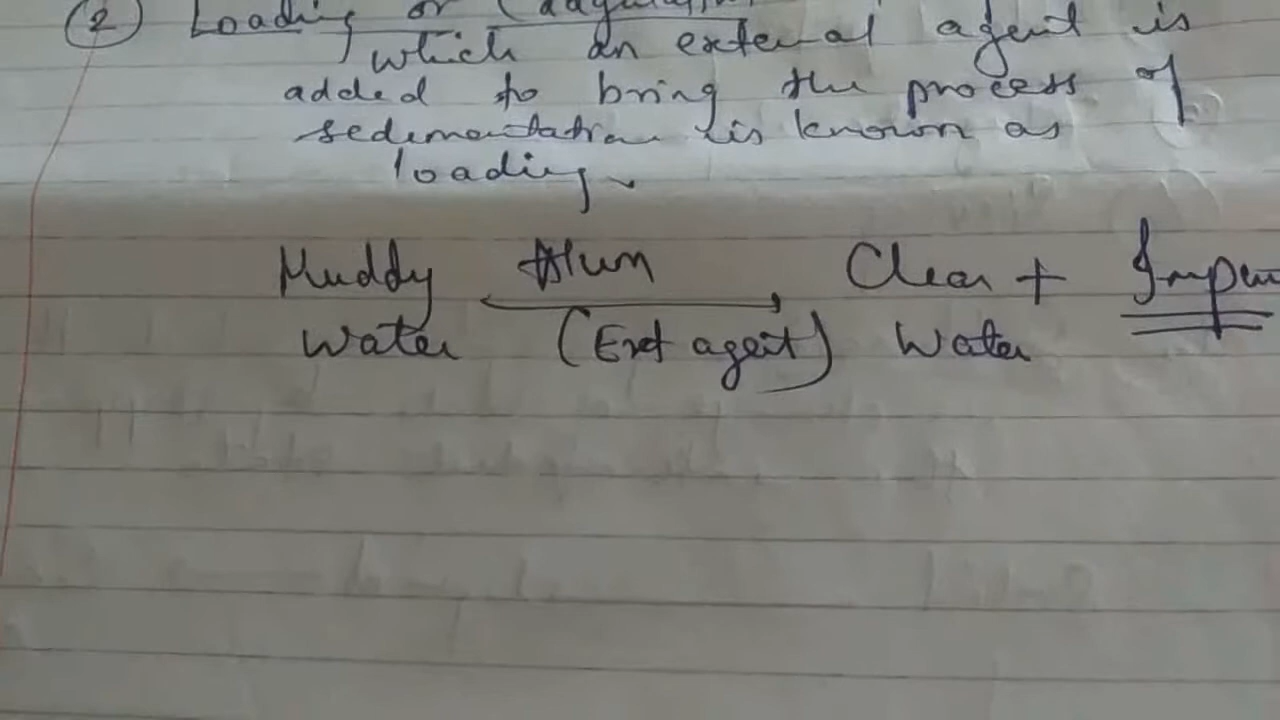 2 Loading or
which an external agent is
added to bring the process of
sedimentation is known as
loading.
Muddy Alum Clear +
Water (Ext agent) Water